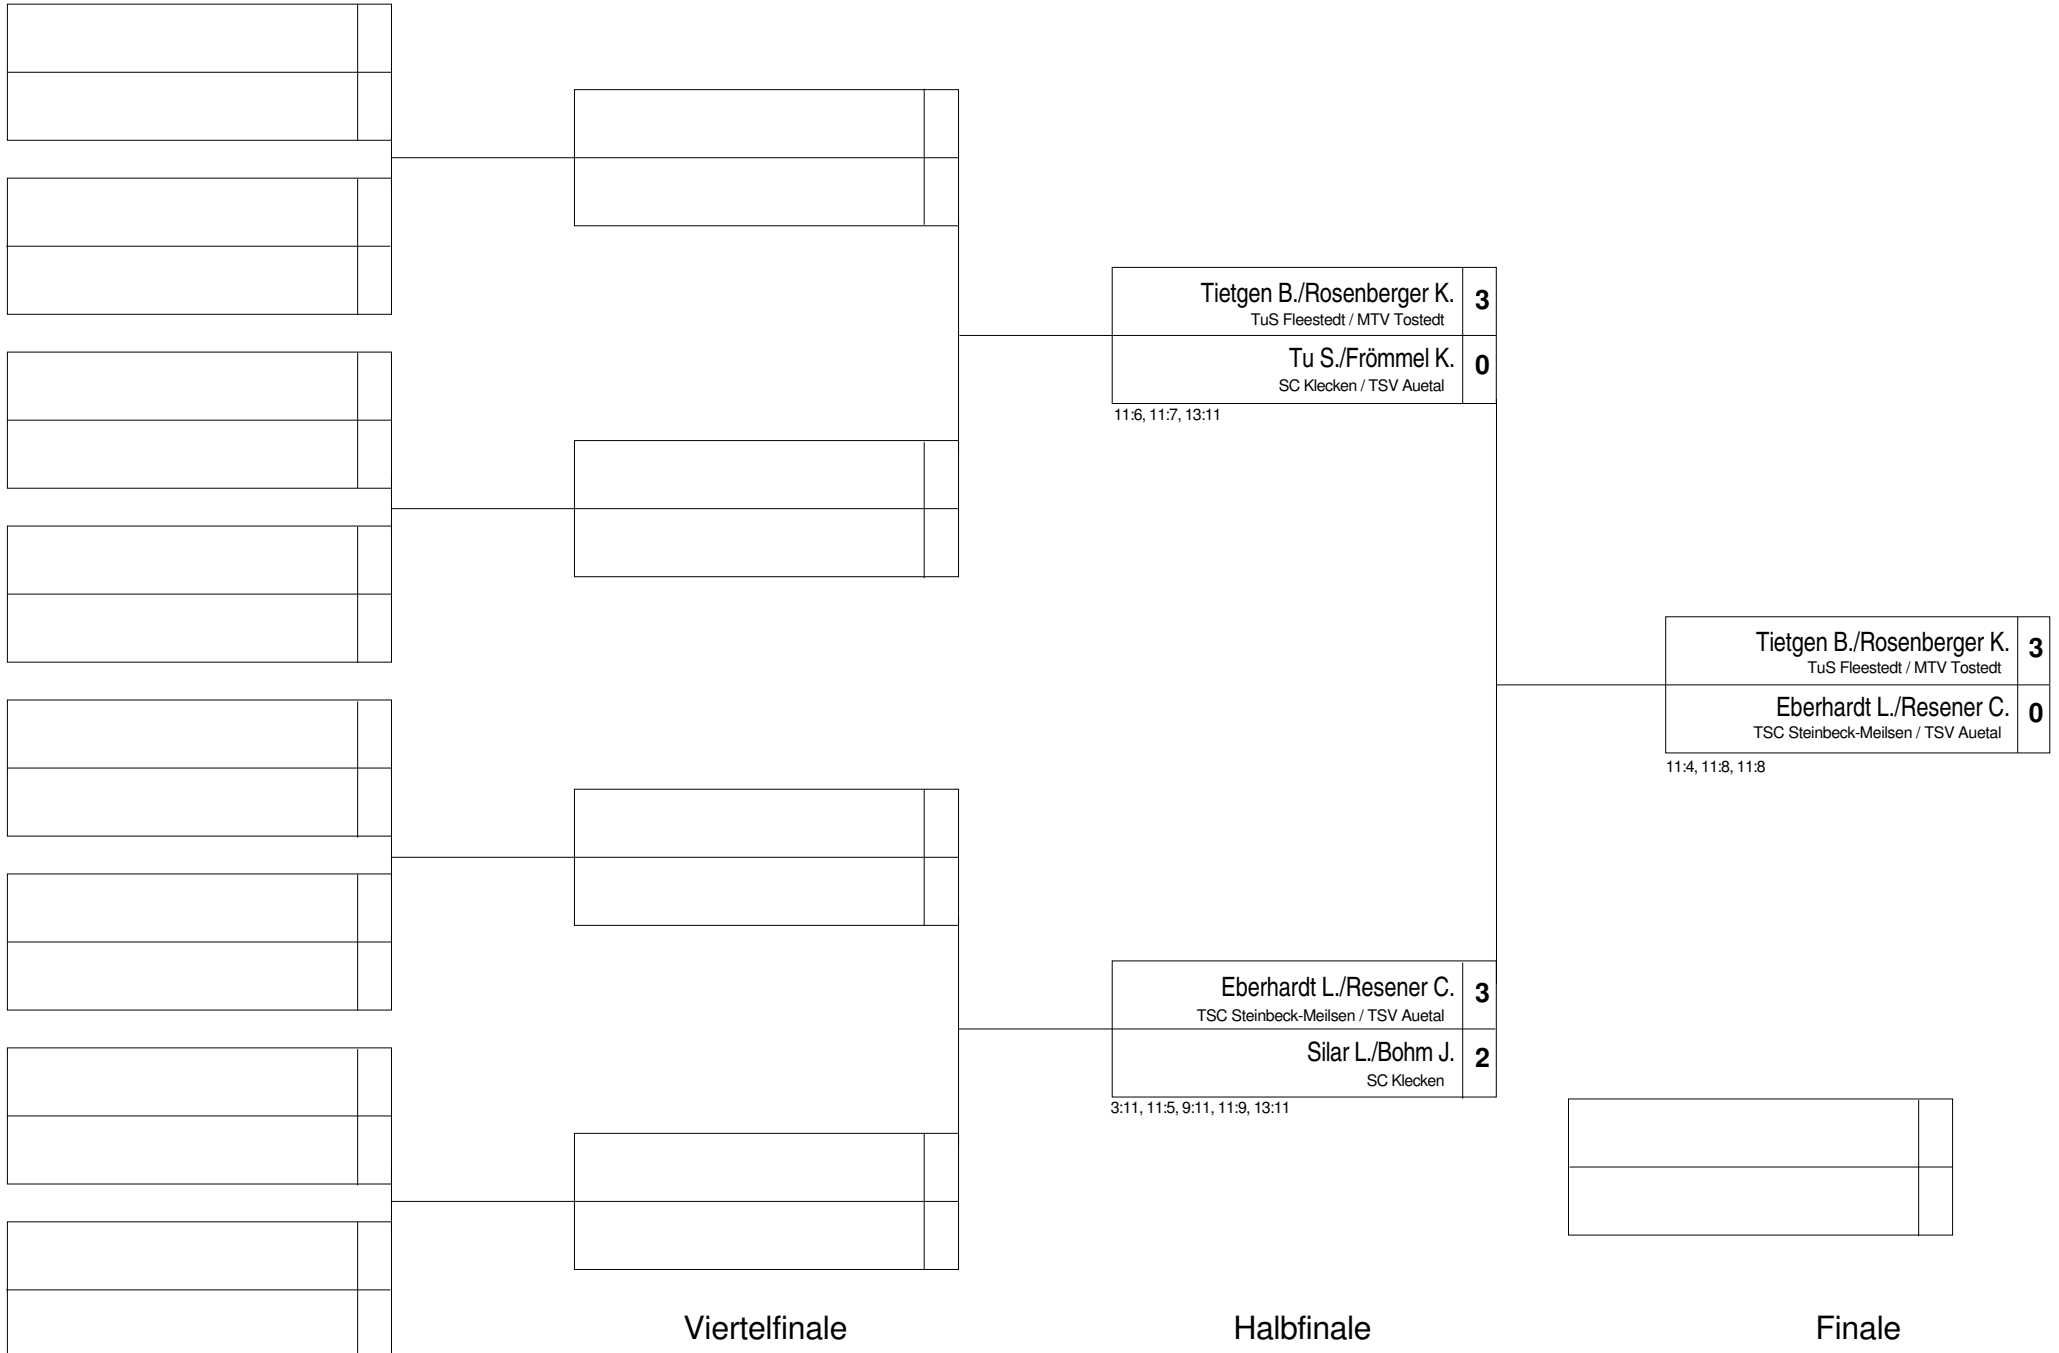 Tietgen B./Rosenberger K. 3
TuS Fleestedt / MTV Tostedt
Tu S./Frömmel K. 0
SC Klecken / TSV Auetal
11:6, 11:7, 13:11
Tietgen B./Rosenberger K. 3
TuS Fleestedt / MTV Tostedt
Eberhardt L./Resener C. 0
TSC Steinbeck-Meilsen / TSV Auetal
11:4, 11:8, 11:8
Eberhardt L./Resener C. 3
TSC Steinbeck-Meilsen / TSV Auetal
Silar L./Bohm J. 2
SC Klecken
3:11, 11:5, 9:11, 11:9, 13:11
Viertelfinale Halbfinale Finale